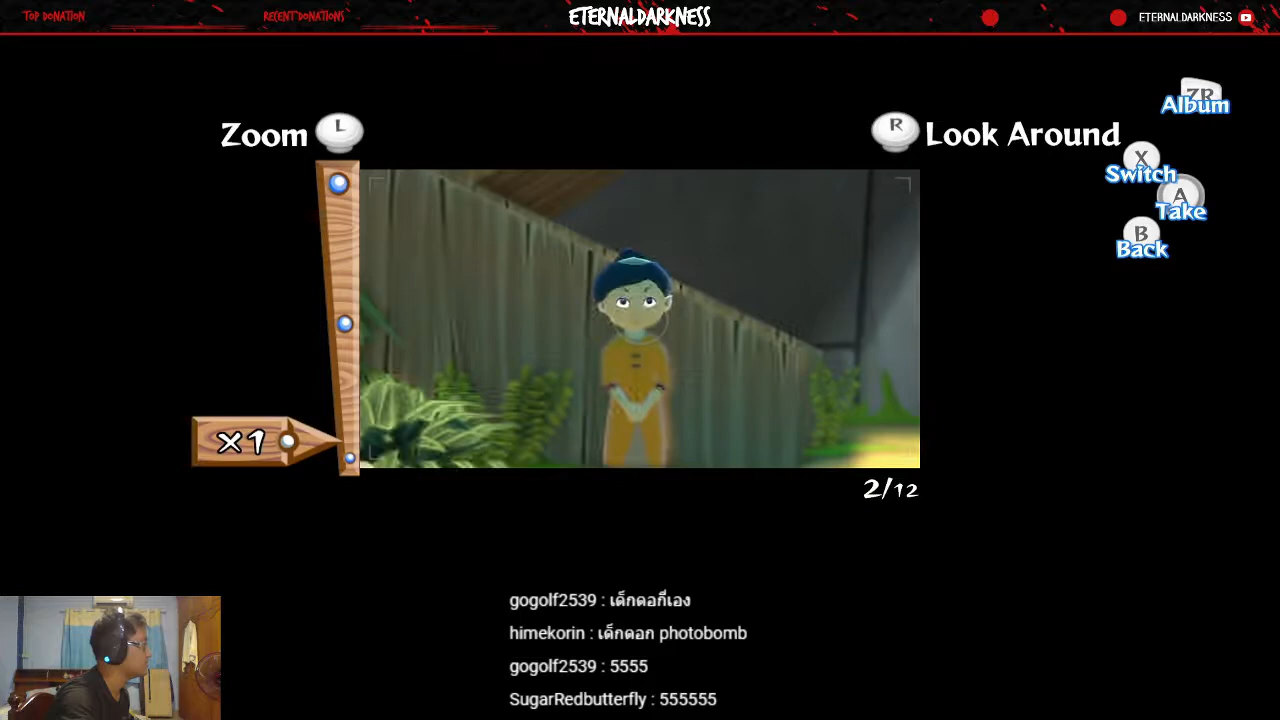 TOP DONATION
RECENT DONATIONS
ETERNALDARKNESS
ETERNALDARKNESS
ZR
Album
Zoom
L
R
Look Around
X
Switch
A
Take
B
Back
×1
2/12
gogolf2539 : เด็กดอกี่เอง
himekorin : เด็กดอก photobomb
gogolf2539 : 5555
SugarRedbutterfly : 555555